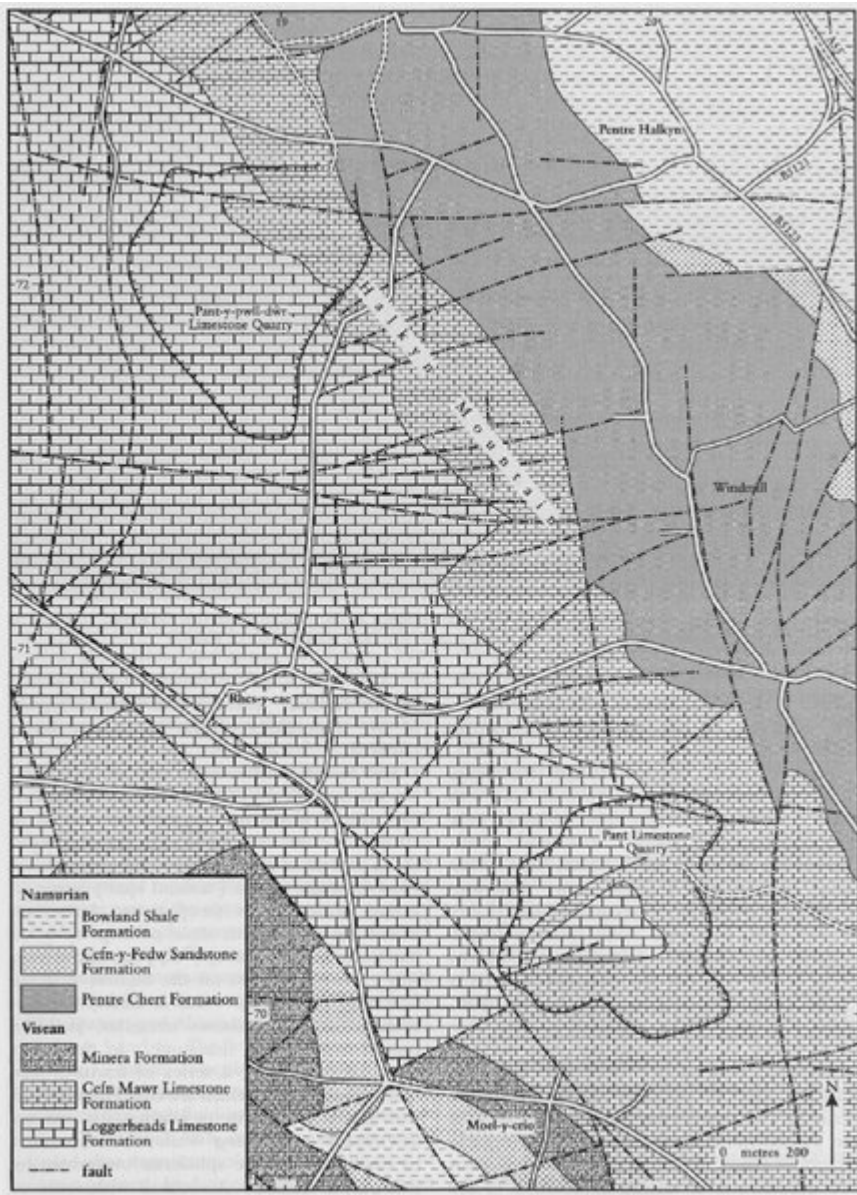 19
20
Pentre Halkyn
B5123
B5123
72
Pant-y-pwll-dwr
Limestone Quarry
Halkyn Mountain
Windmill
71
Rhes-y-cae
Pant Limestone
Quarry
Namurian
Bowland Shale
Formation
Cefn-y-Fedw Sandstone
Formation
Pentre Chert Formation
Visean
Minera Formation
Cefn Mawr Limestone
Formation
Loggerheads Limestone
Formation
fault
70
Moel-y-crio
N
0 metres 200